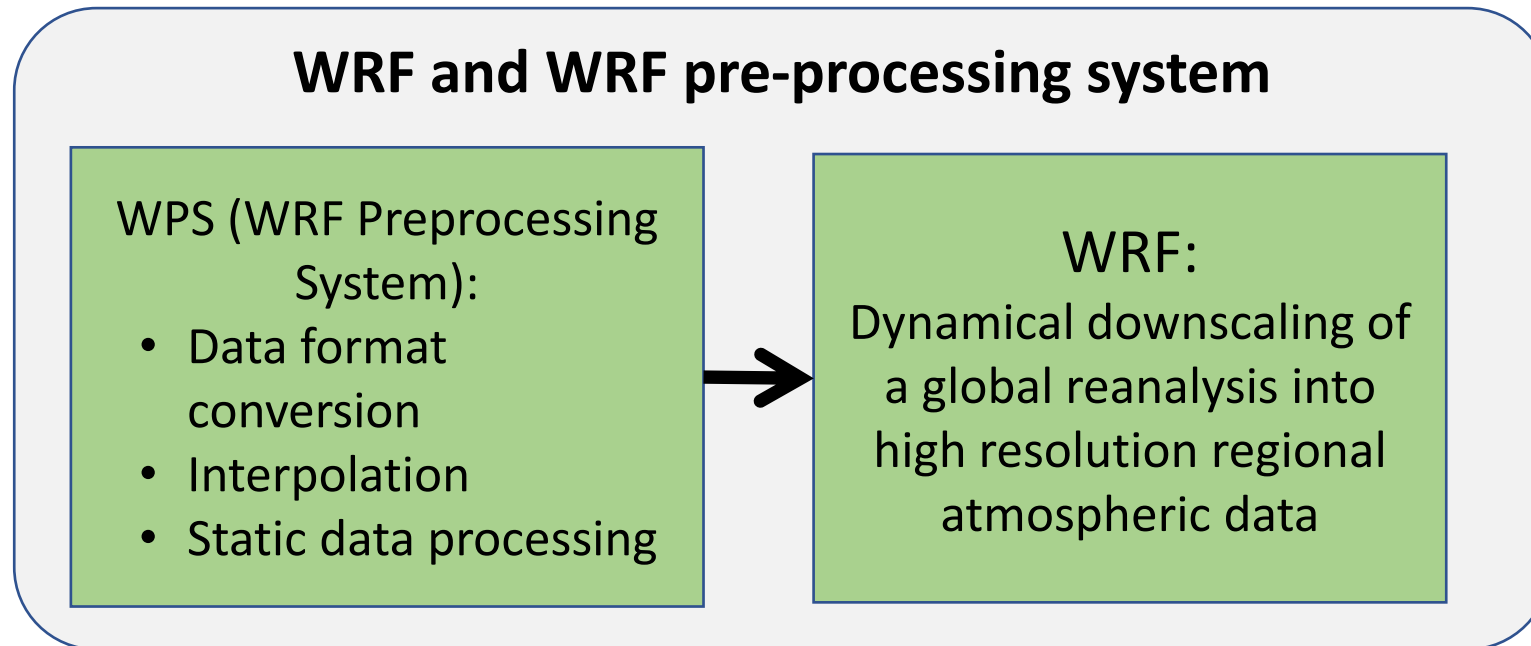 WRF and WRF pre-processing system
WPS (WRF Preprocessing
System):
• Data format
conversion
• Interpolation
• Static data processing
WRF:
Dynamical downscaling of
a global reanalysis into
high resolution regional
atmospheric data